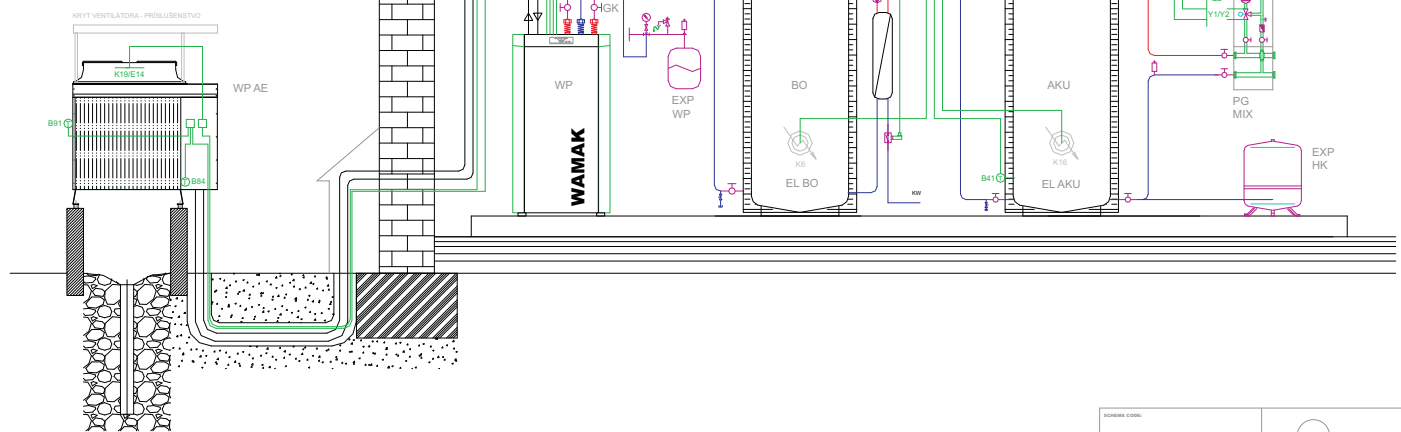 KRYT VENTILATORA - PRÍSLUŠENSTVO
K19/E14
WP AE
B91
T
T
B84
GK
WP
WAMAK
EXP
WP
BO
K6
EL BO
KW
AKU
K16
B41
T
EL AKU
Y1/Y2
PG
MIX
EXP
HK
SCHEME CODE: